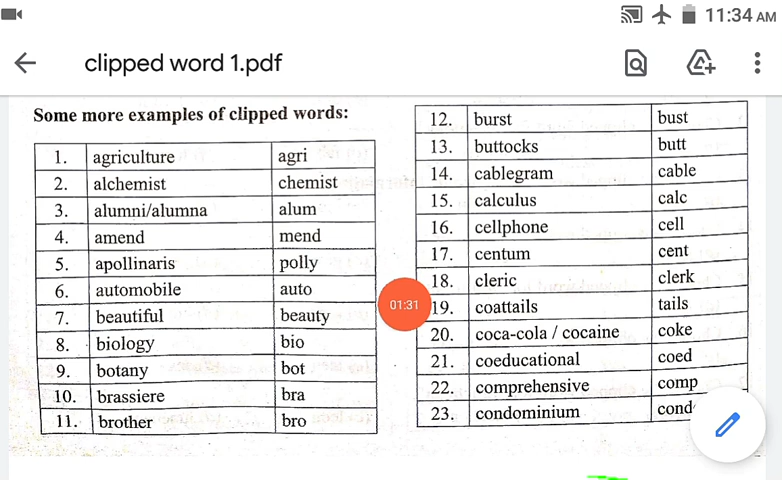 11:34 AM
clipped word 1.pdf
Some more examples of clipped words:
1. agriculture agri
2. alchemist chemist
3. alumni/alumna alum
4. amend mend
5. apollinaris polly
6. automobile auto
7. beautiful beauty
8. biology bio
9. botany bot
10. brassiere bra
11. brother bro
12. burst bust
13. buttocks butt
14. cablegram cable
15. calculus calc
16. cellphone cell
17. centum cent
18. cleric clerk
01:31
19. coattails tails
20. coca-cola / cocaine coke
21. coeducational coed
22. comprehensive comp
23. condominium cond